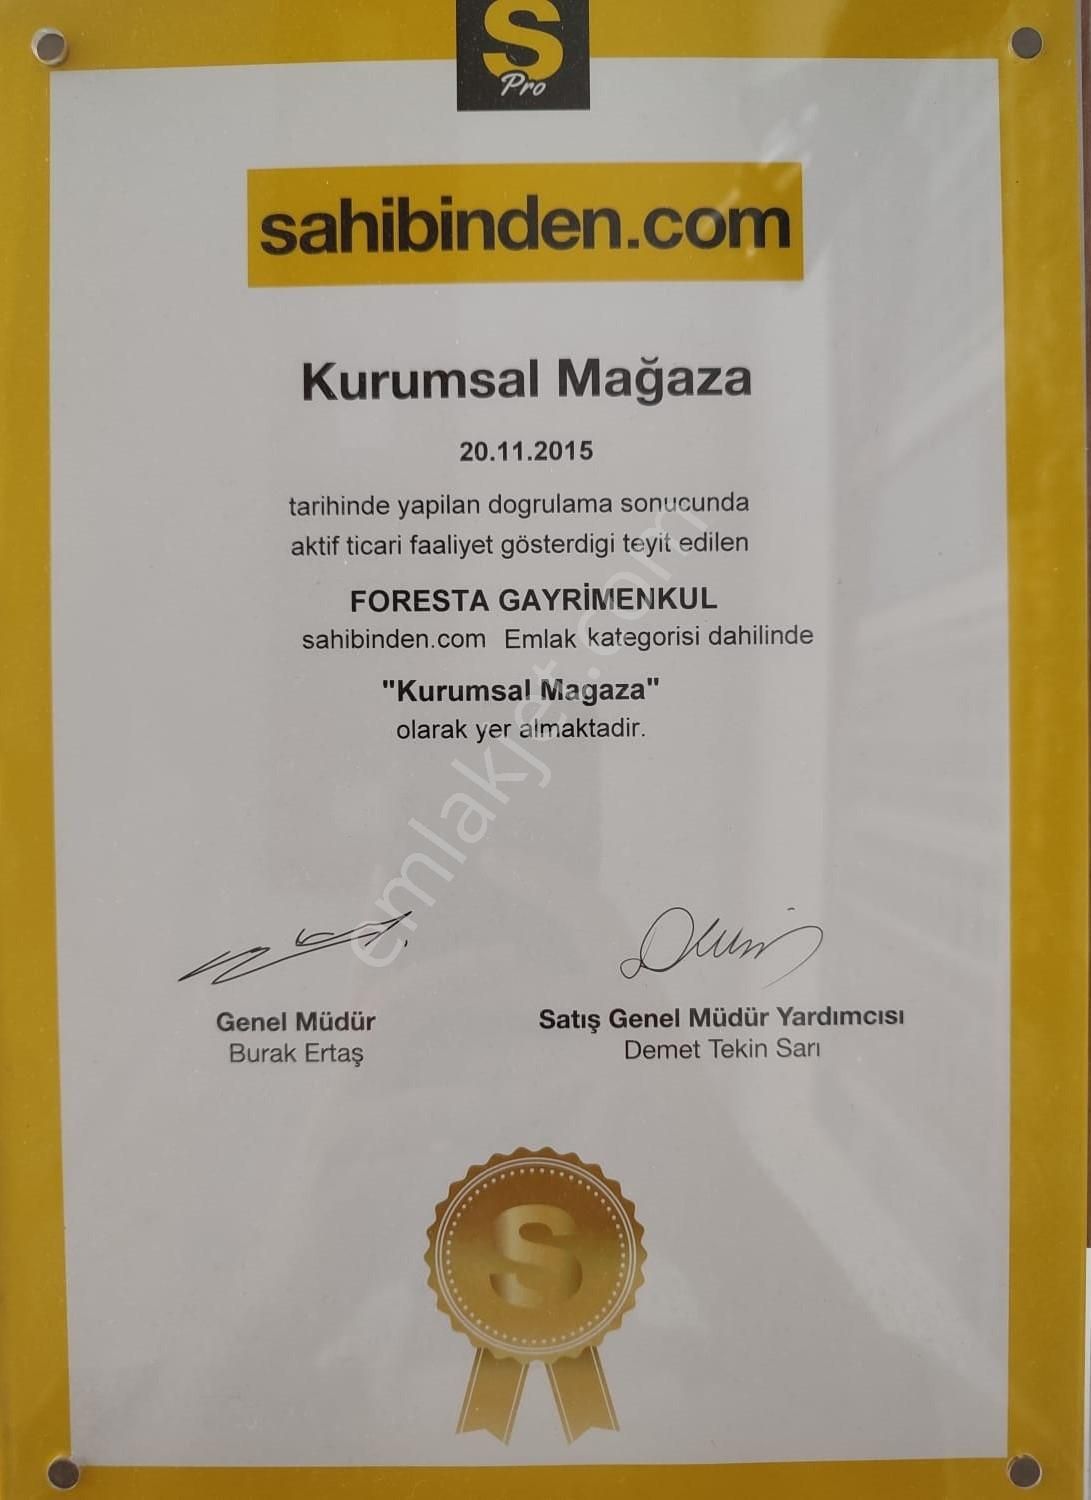 S
Pro
sahibinden.com
Kurumsal Mağaza
20.11.2015
tarihinde yapilan dogrulama sonucunda
aktif ticari faaliyet gösterdigi teyit edilen
FORESTA GAYRİMENKUL
sahibinden.com Emlak kategorisi dahilinde
"Kurumsal Magaza"
olarak yer almaktadir.
emlakjet.com
Genel Müdür
Burak Ertaş
Satış Genel Müdür Yardımcısı
Demet Tekin Sarı
S